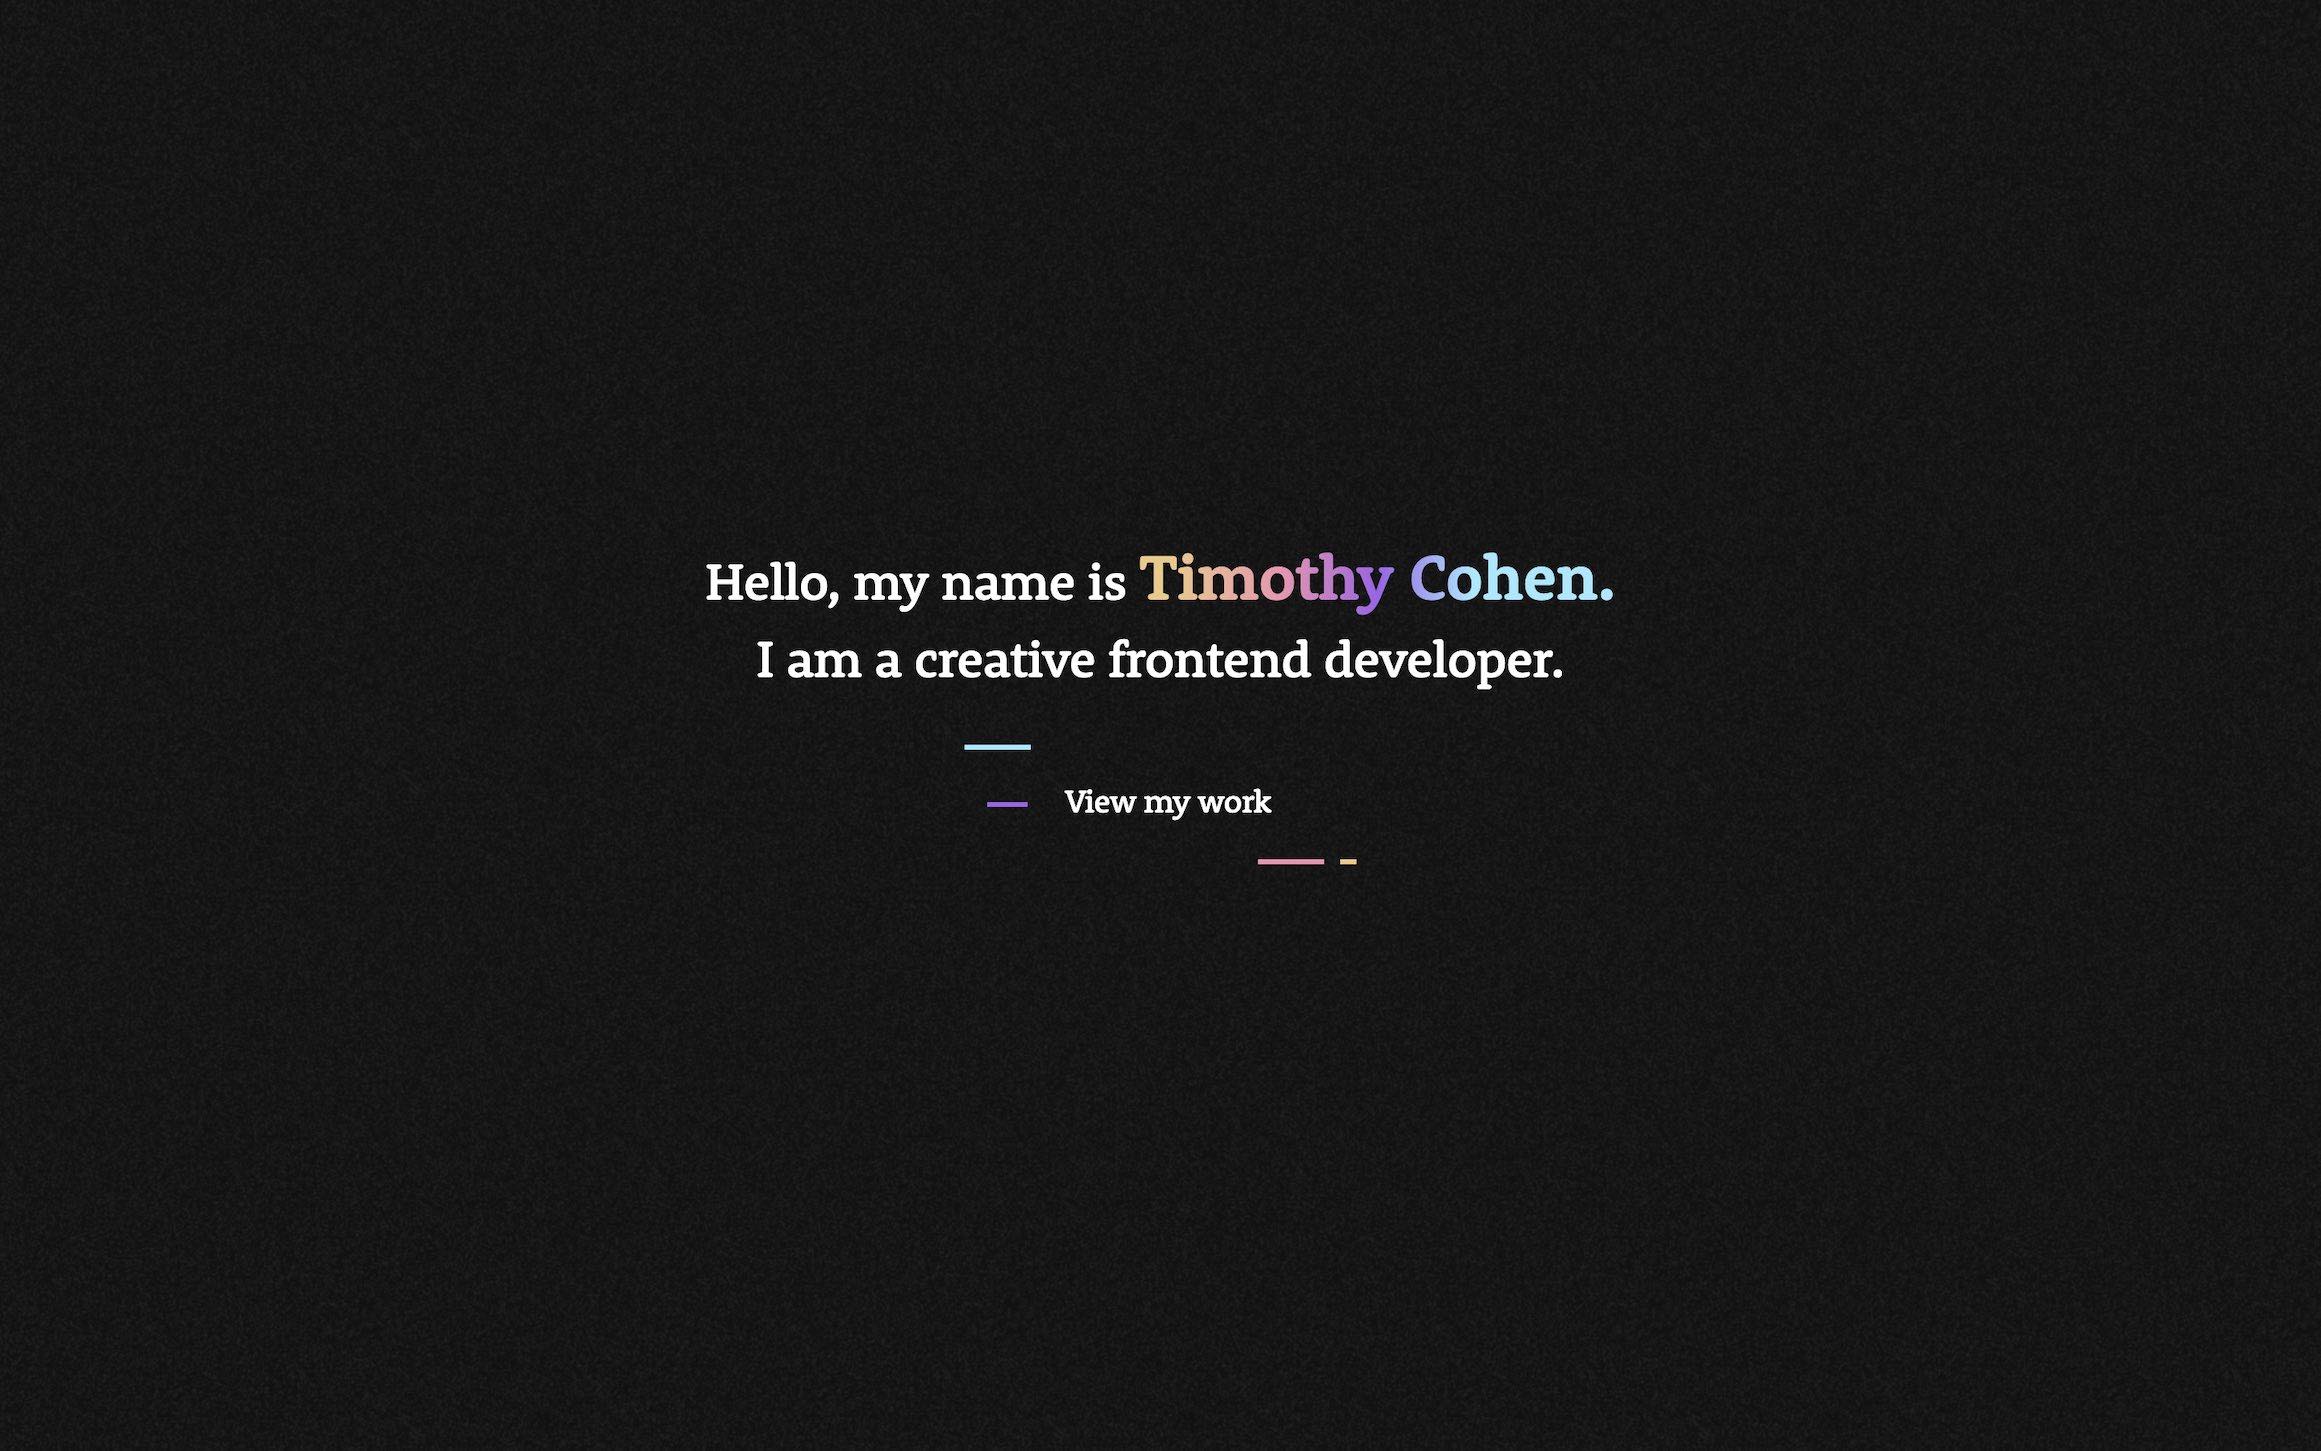 Hello, my name is Timothy Cohen.
I am a creative frontend developer.
View my work